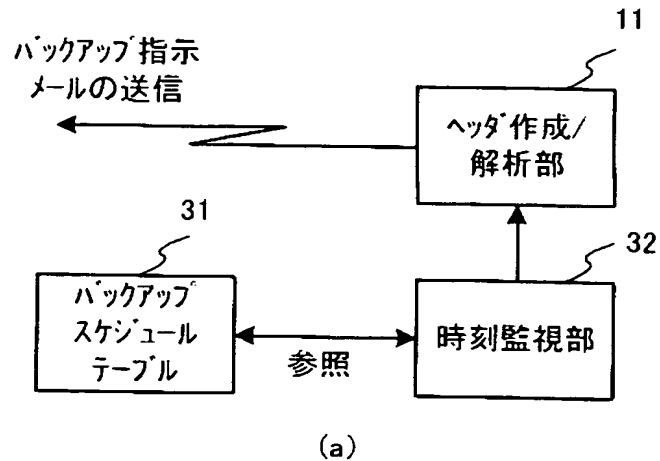 11
バックアップ指示
メールの送信
ヘッダ作成/
解析部
31
32
バックアップ
スケジュール
テーブル
参照
時刻監視部
(a)